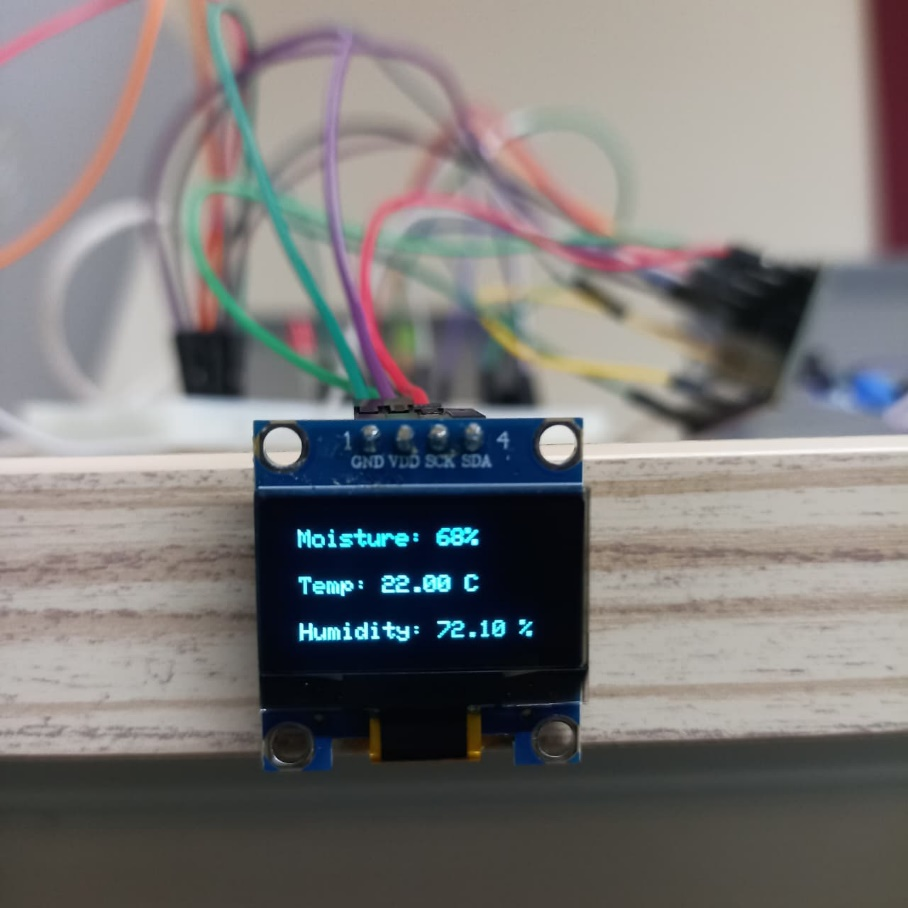 1 4
GND VDD SCK SDA
Moisture: 68%
Temp: 22.00 C
Humidity: 72.10 %